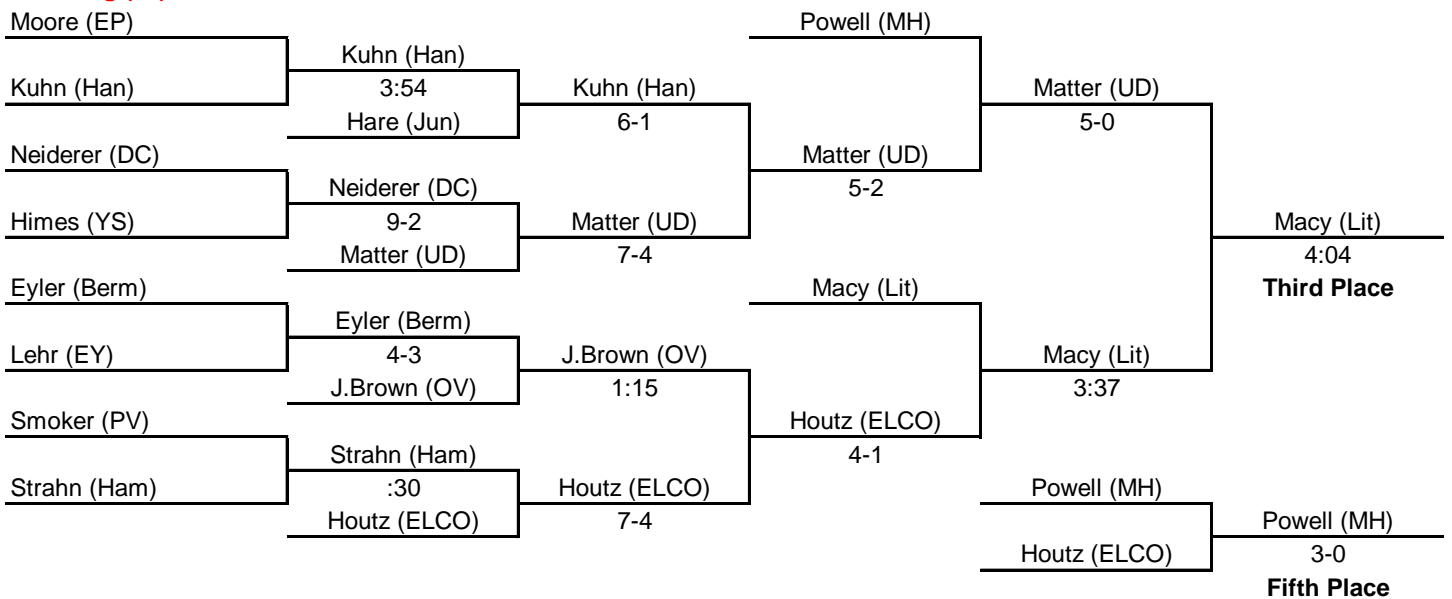 Moore (EP)
Powell (MH)
Kuhn (Han)
Kuhn (Han)
3:54
Kuhn (Han)
Matter (UD)
Hare (Jun)
6-1
5-0
Neiderer (DC)
Matter (UD)
Neiderer (DC)
5-2
Himes (YS)
9-2
Matter (UD)
Macy (Lit)
Matter (UD)
7-4
4:04
Eyler (Berm)
Macy (Lit)
Third Place
Eyler (Berm)
Lehr (EY)
4-3
J.Brown (OV)
Macy (Lit)
J.Brown (OV)
1:15
3:37
Smoker (PV)
Houtz (ELCO)
Strahn (Ham)
4-1
Strahn (Ham)
:30
Houtz (ELCO)
Powell (MH)
Houtz (ELCO)
7-4
Powell (MH)
Houtz (ELCO)
3-0
Fifth Place